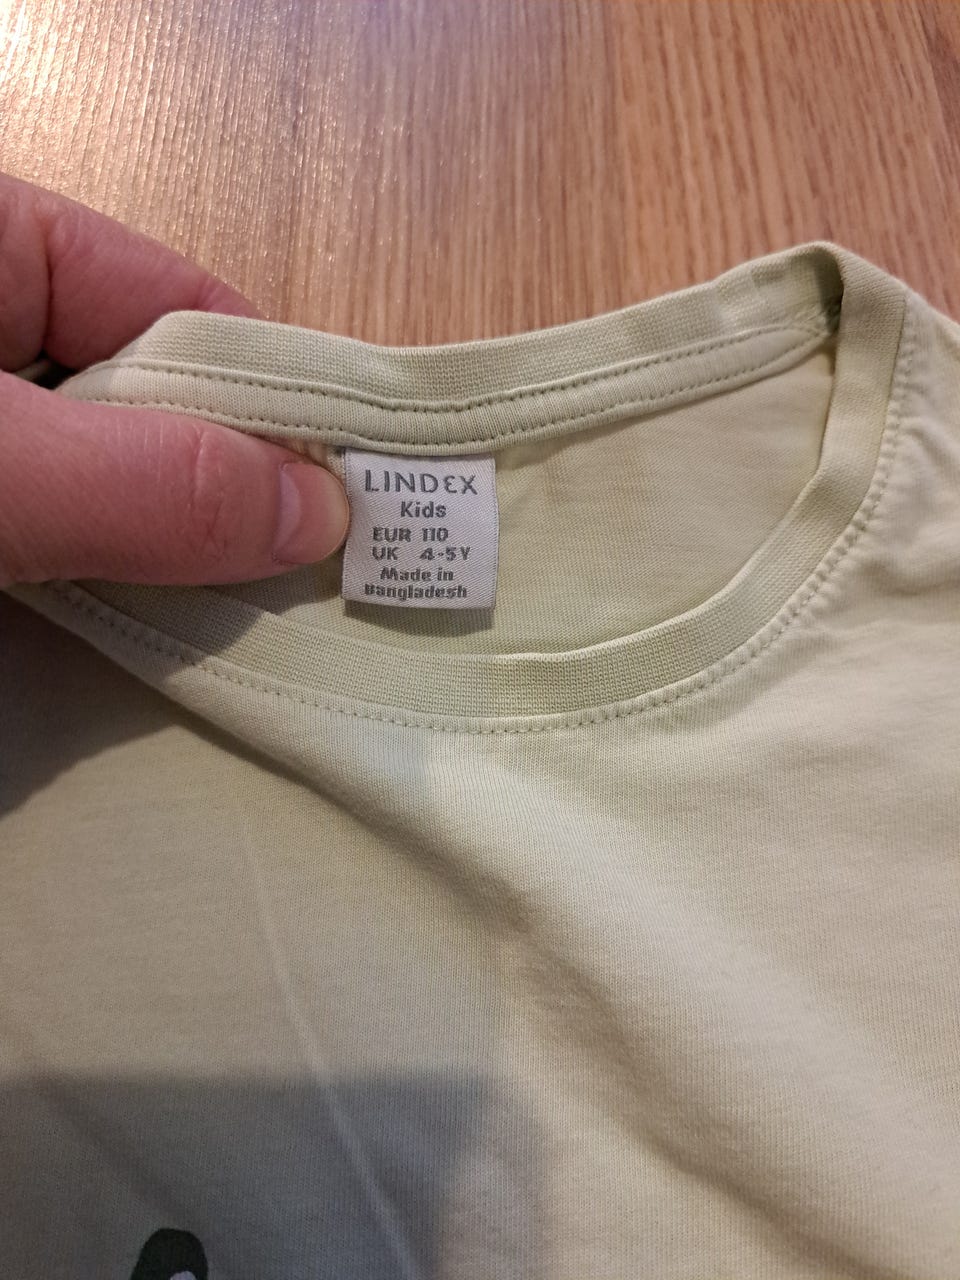 LINDEX
Kids
EUR 110
UK 4-5Y
Made in
Bangladesh